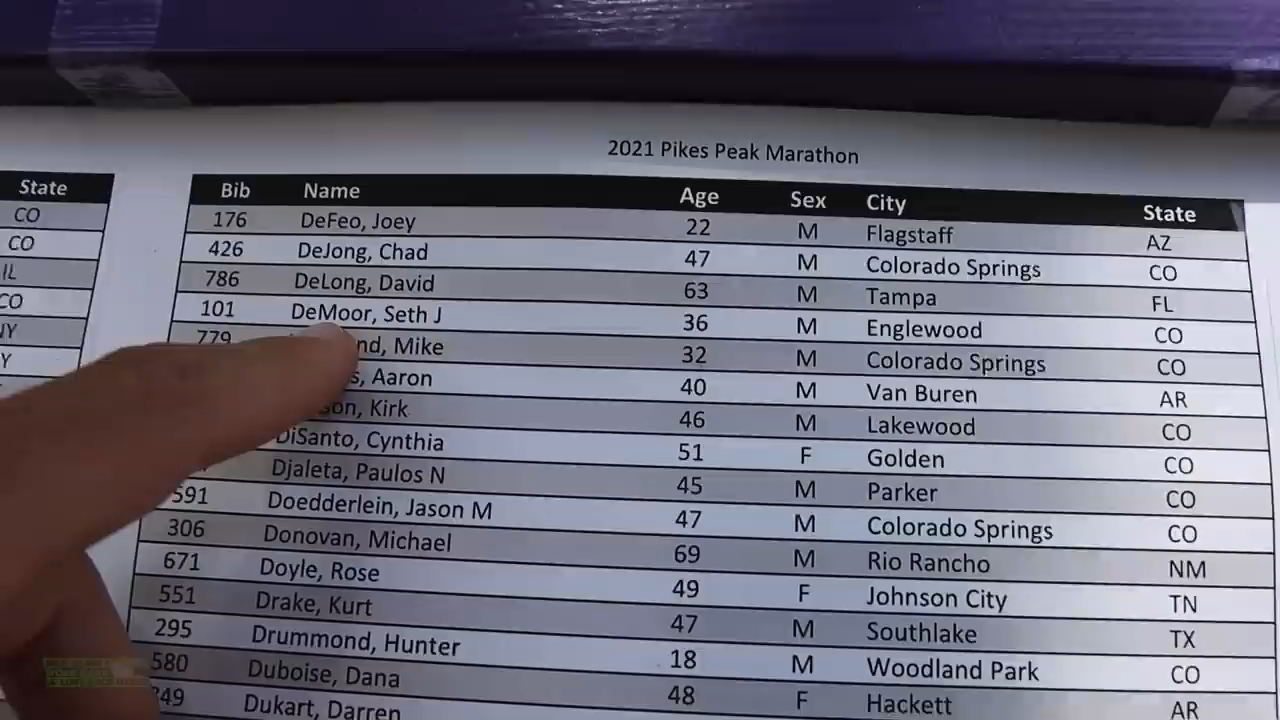 State
CO
CO
IL
CO
2021 Pikes Peak Marathon
Bib Name Age Sex City State
176 DeFeo, Joey 22 M Flagstaff AZ
426 DeJong, Chad 47 M Colorado Springs CO
786 DeLong, David 63 M Tampa FL
101 DeMoor, Seth J 36 M Englewood CO
779 Mike 32 M Colorado Springs CO
Aaron 40 M Van Buren AR
Kirk 46 M Lakewood CO
DiSanto, Cynthia 51 F Golden CO
Djaleta, Paulos N 45 M Parker CO
591 Doedderlein, Jason M 47 M Colorado Springs CO
306 Donovan, Michael 69 M Rio Rancho NM
671 Doyle, Rose 49 F Johnson City TN
551 Drake, Kurt 47 M Southlake TX
295 Drummond, Hunter 18 M Woodland Park CO
580 Duboise, Dana 48 F Hackett AR
Dukart, Darren